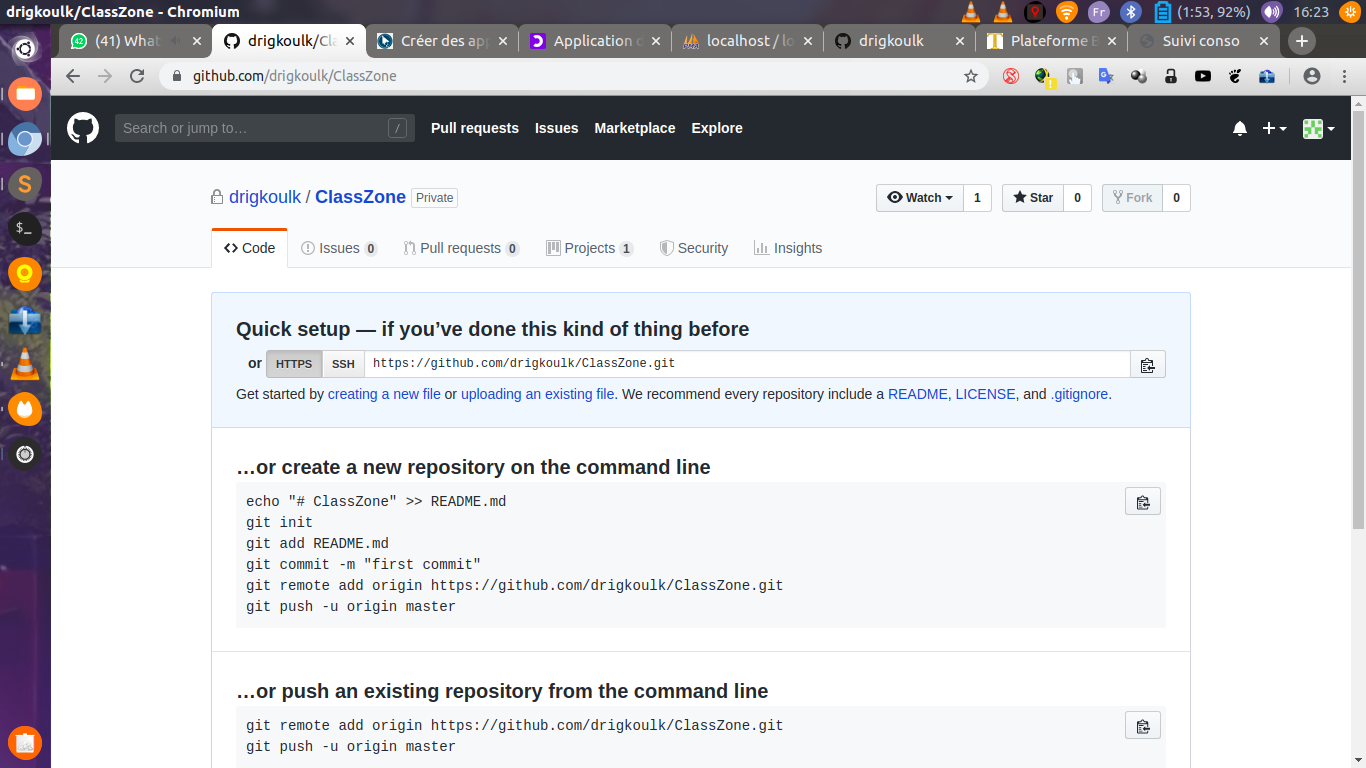 drigkoulk/ClassZone - Chromium
Fr
(1:53, 92%)
16:23
(41) What
drigkoulk/Cla
Créer des app
Application d
localhost / lo
drigkoulk
Plateforme E
Suivi conso
github.com/drigkoulk/ClassZone
Search or jump to…
/
Pull requests
Issues
Marketplace
Explore
drigkoulk / ClassZone
Private
Watch
1
Star
0
Fork
0
Code
Issues 0
Pull requests 0
Projects 1
Security
Insights
Quick setup — if you’ve done this kind of thing before
or HTTPS SSH https://github.com/drigkoulk/ClassZone.git
Get started by creating a new file or uploading an existing file. We recommend every repository include a README, LICENSE, and .gitignore.
…or create a new repository on the command line
echo "# ClassZone" >> README.md
git init
git add README.md
git commit -m "first commit"
git remote add origin https://github.com/drigkoulk/ClassZone.git
git push -u origin master
…or push an existing repository from the command line
git remote add origin https://github.com/drigkoulk/ClassZone.git
git push -u origin master